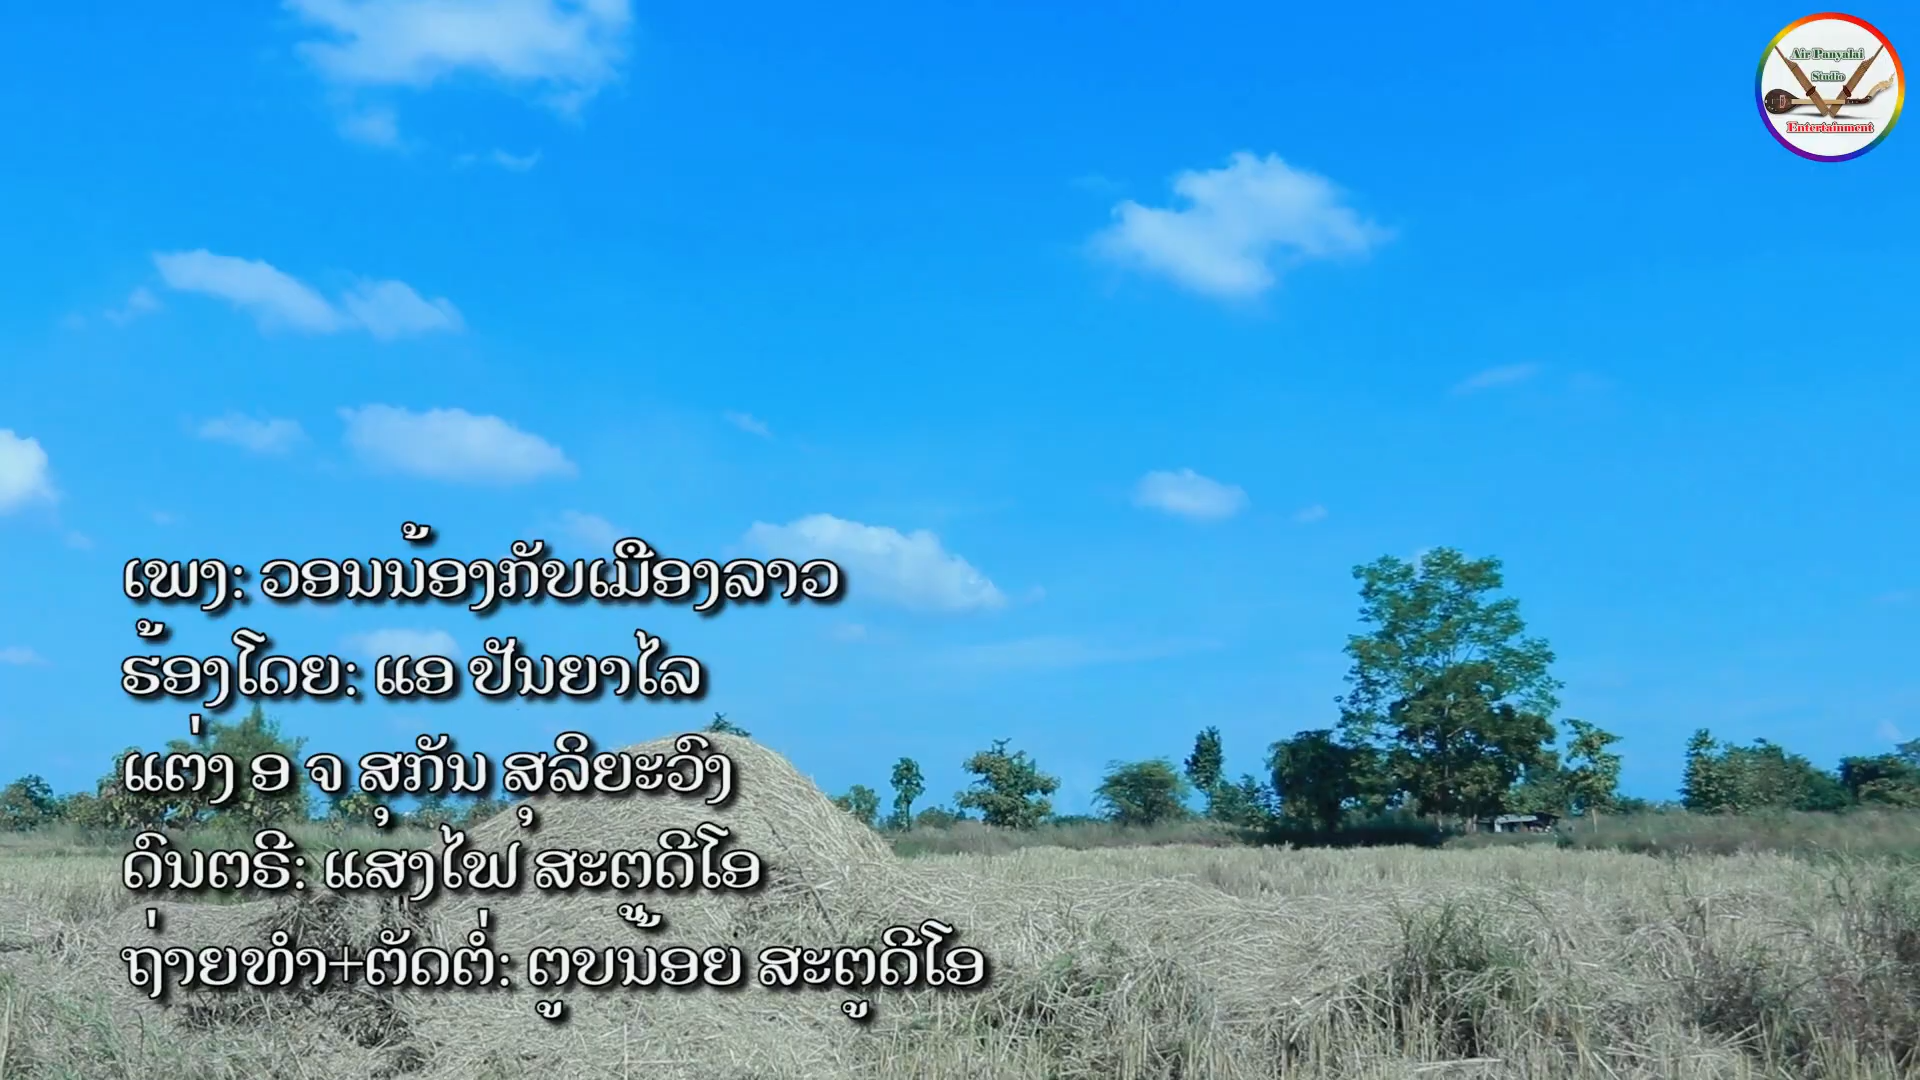 Air Panyalai
Studio
Entertainment
ເພງ: ວອນນ້ອງກັບເມືອງລາວ
ຮ້ອງໂດຍ: ແອ ປັນຍາໄລ
ແຕ່ງ ອ ຈ ສຸກັນ ສຸລິຍະວົງ
ດົນຕຣີ: ແສງໄຟ ສະຕູດີໂອ
ຖ່າຍທຳ+ຕັດຕໍ່: ຕູບນ້ອຍ ສະຕູດີໂອ